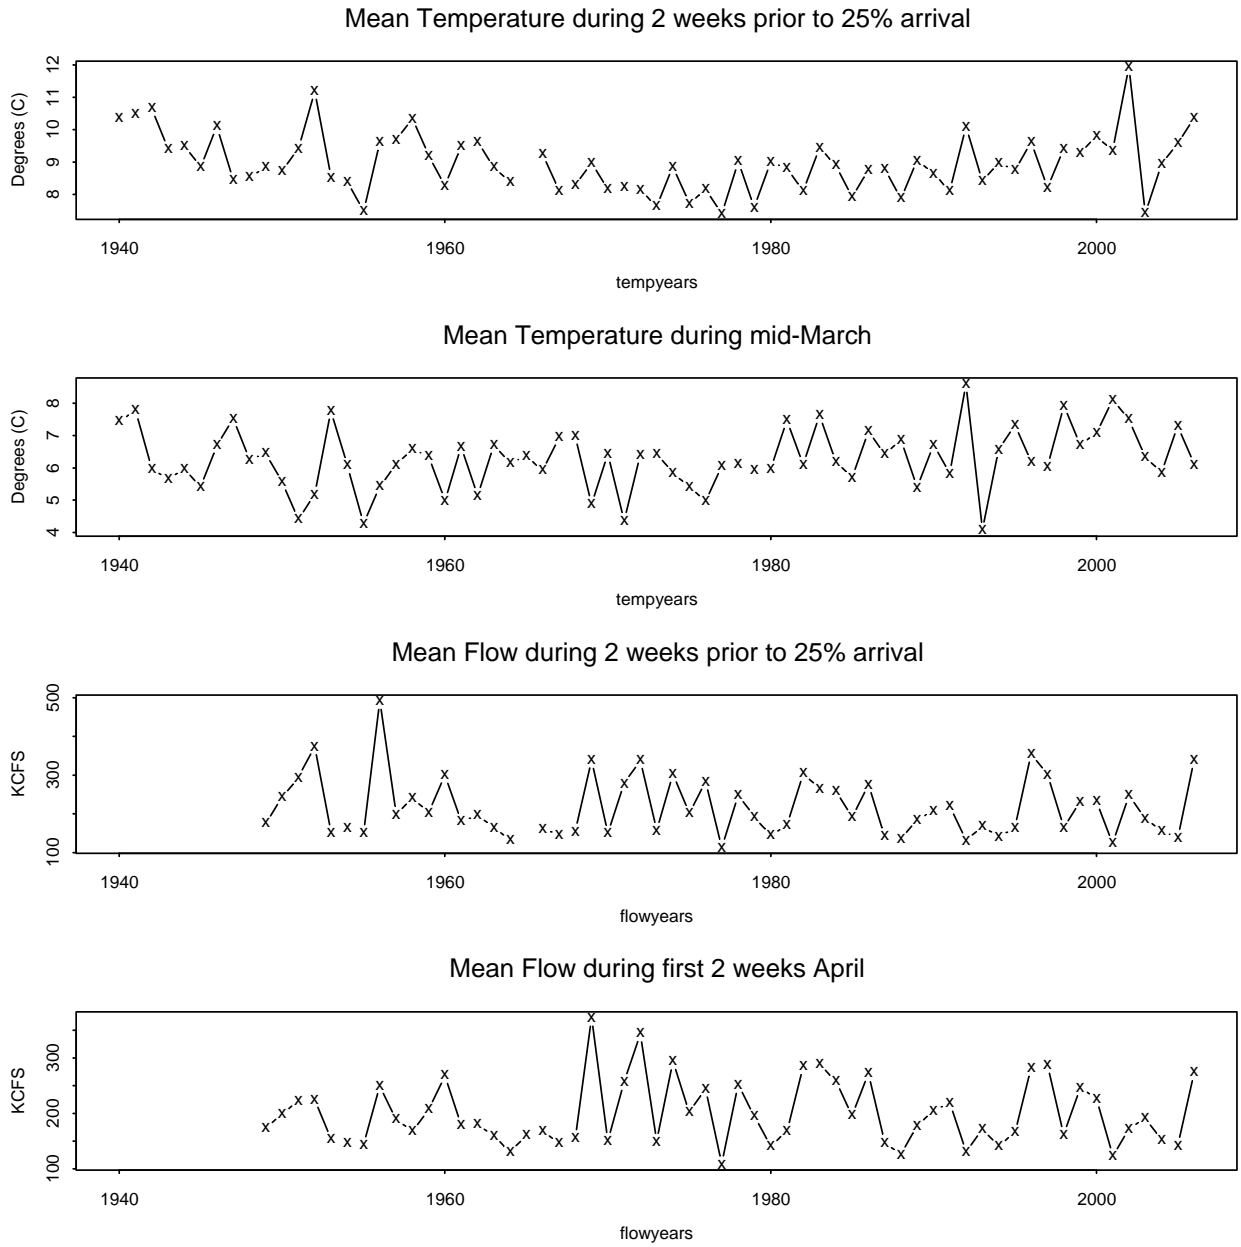 Mean Temperature during 2 weeks prior to 25% arrival
Degrees (C)
12
11
10
9
8
1940 1960 1980 2000
tempyears
Mean Temperature during mid-March
Degrees (C)
8
7
6
5
4
1940 1960 1980 2000
tempyears
Mean Flow during 2 weeks prior to 25% arrival
KCFS
500
300
100
1940 1960 1980 2000
flowyears
Mean Flow during first 2 weeks April
KCFS
300
200
100
1940 1960 1980 2000
flowyears